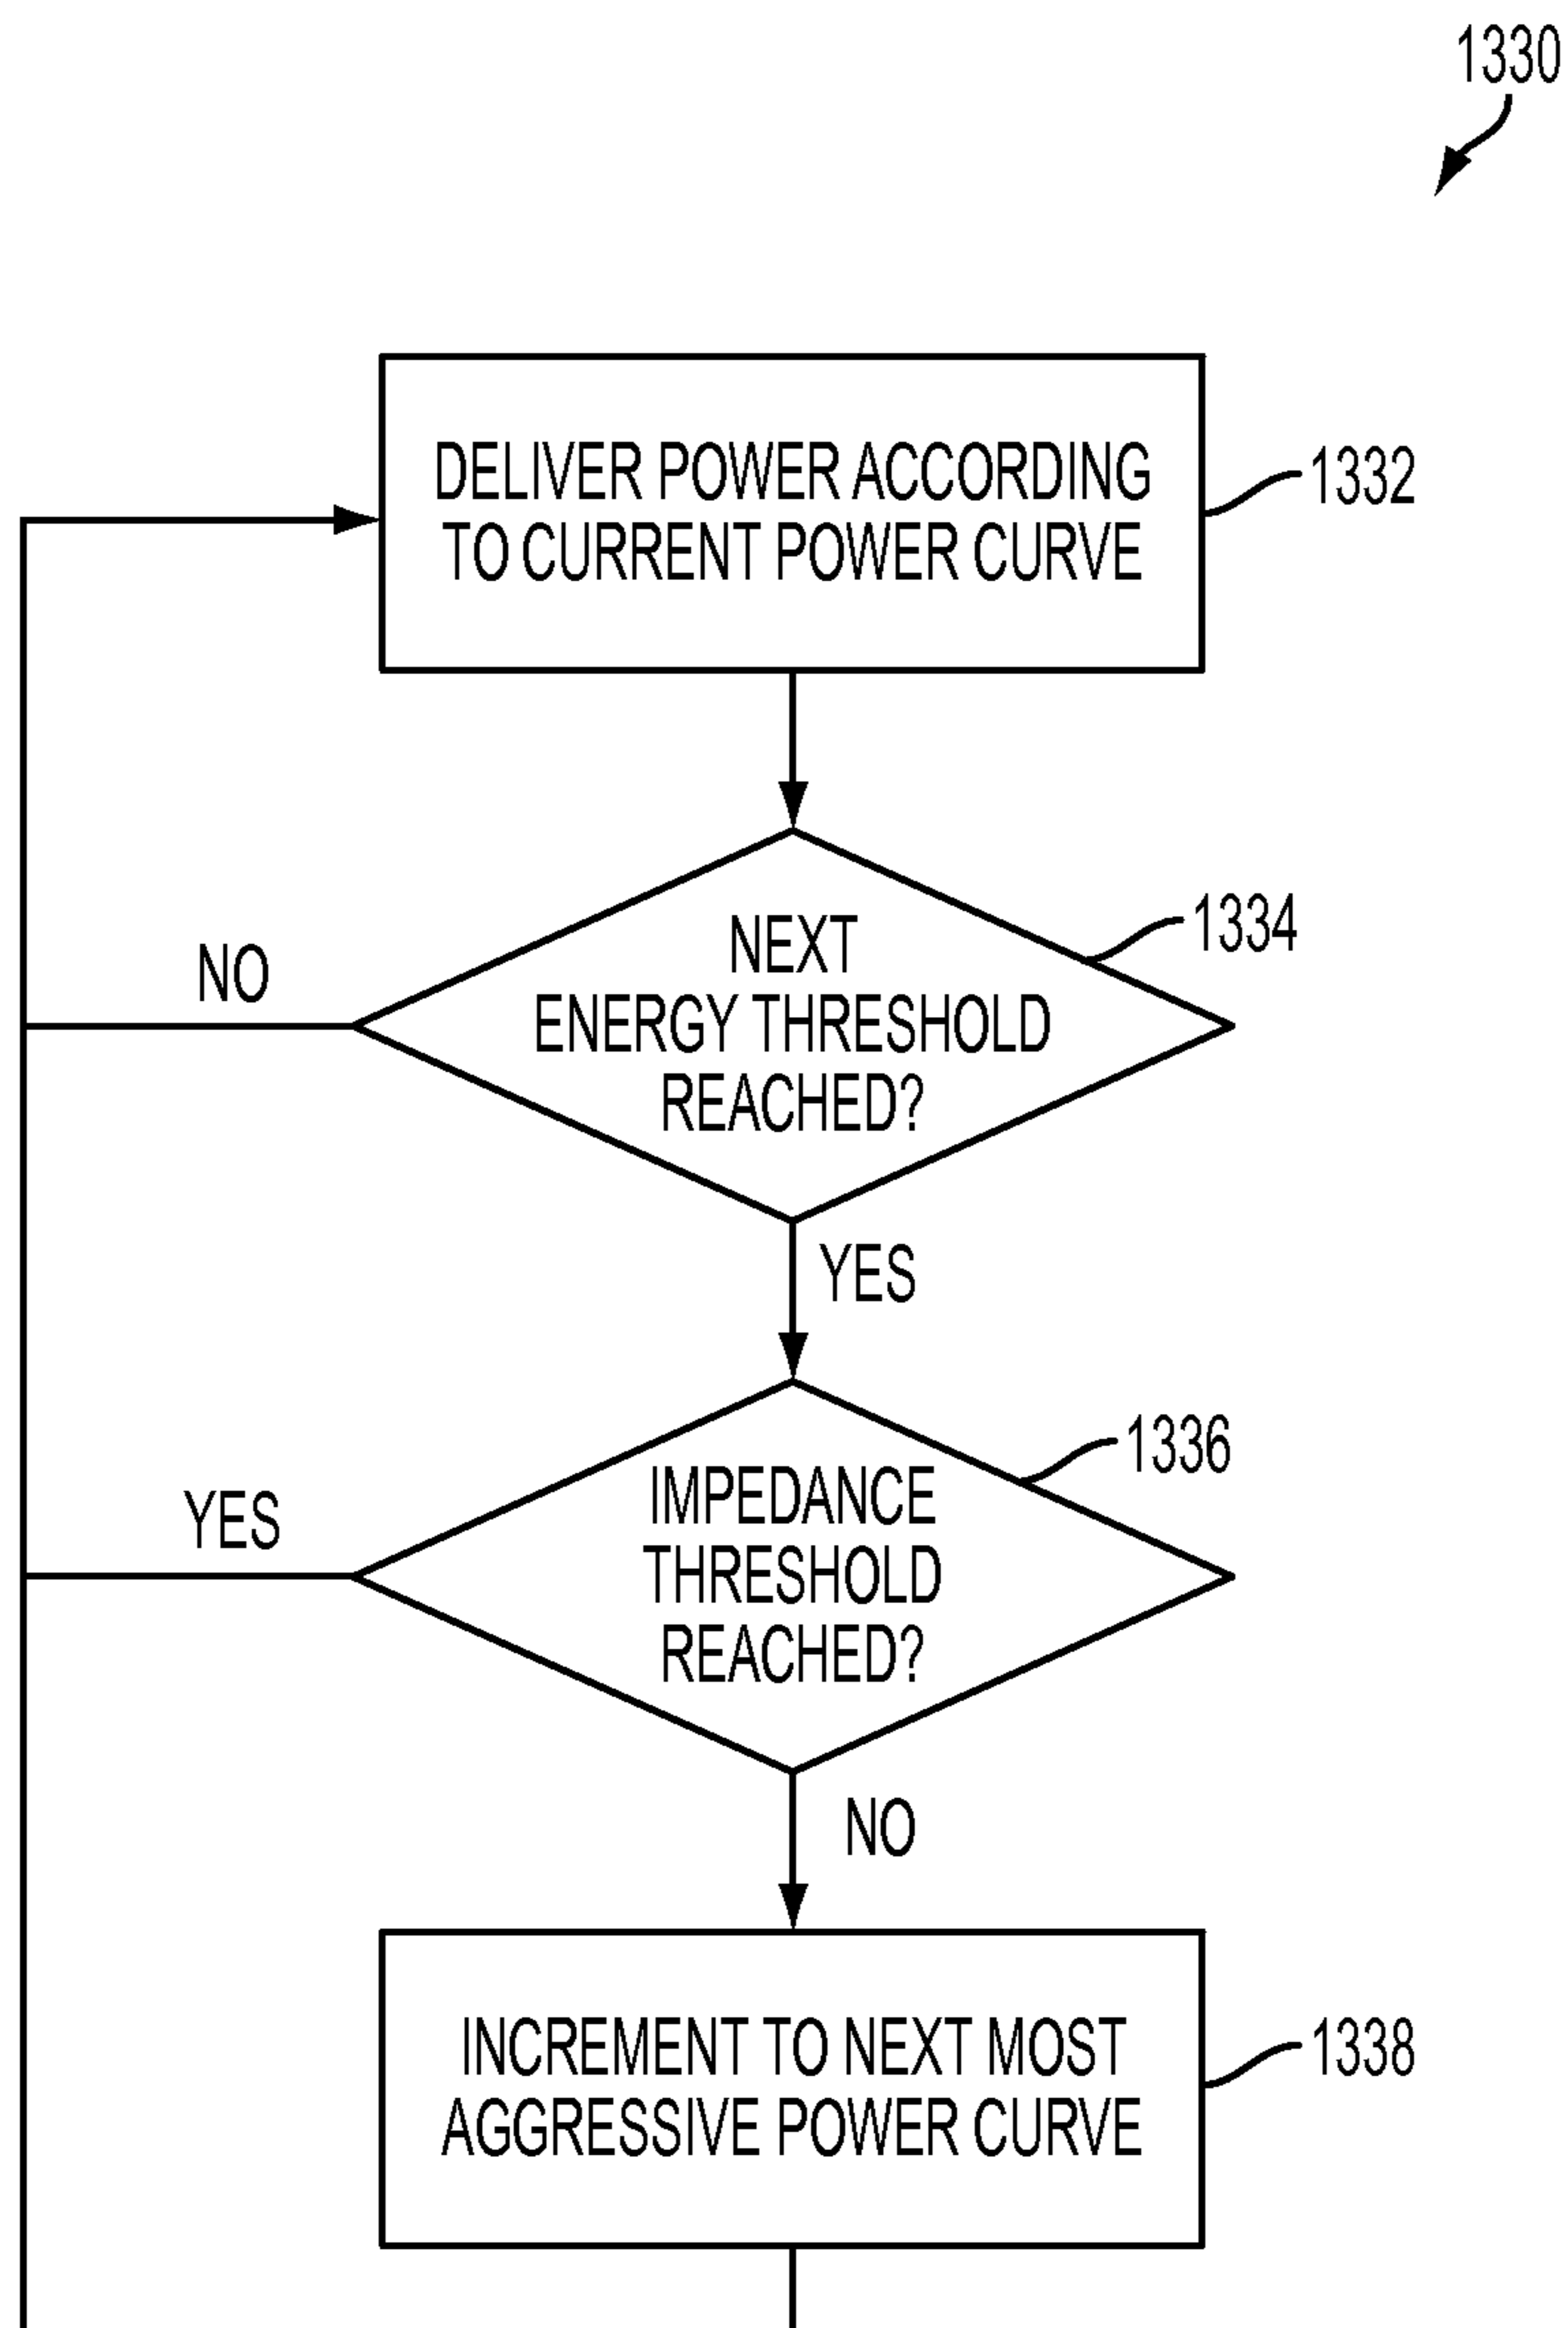 1330
DELIVER POWER ACCORDING
TO CURRENT POWER CURVE
1332
NEXT
ENERGY THRESHOLD
REACHED?
1334
NO
YES
IMPEDANCE
THRESHOLD
REACHED?
1336
YES
NO
INCREMENT TO NEXT MOST
AGGRESSIVE POWER CURVE
1338